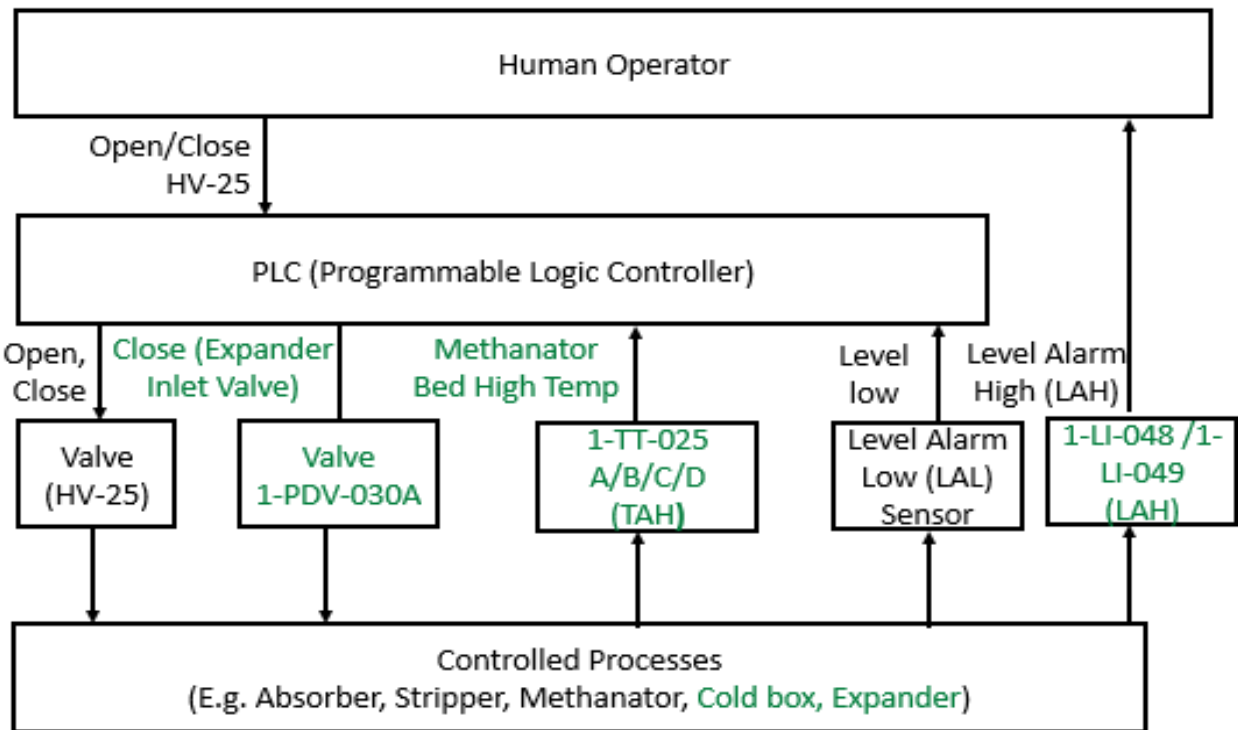 Human Operator
Open/Close
HV-25
PLC (Programmable Logic Controller)
Open,
Close
Close (Expander
Inlet Valve)
Methanator
Bed High Temp
Level
low
Level Alarm
High (LAH)
Valve
(HV-25)
Valve
1-PDV-030A
1-TT-025
A/B/C/D
(TAH)
Level Alarm
Low (LAL)
Sensor
1-LI-048 /1-
LI-049
(LAH)
Controlled Processes
(E.g. Absorber, Stripper, Methanator, Cold box, Expander)